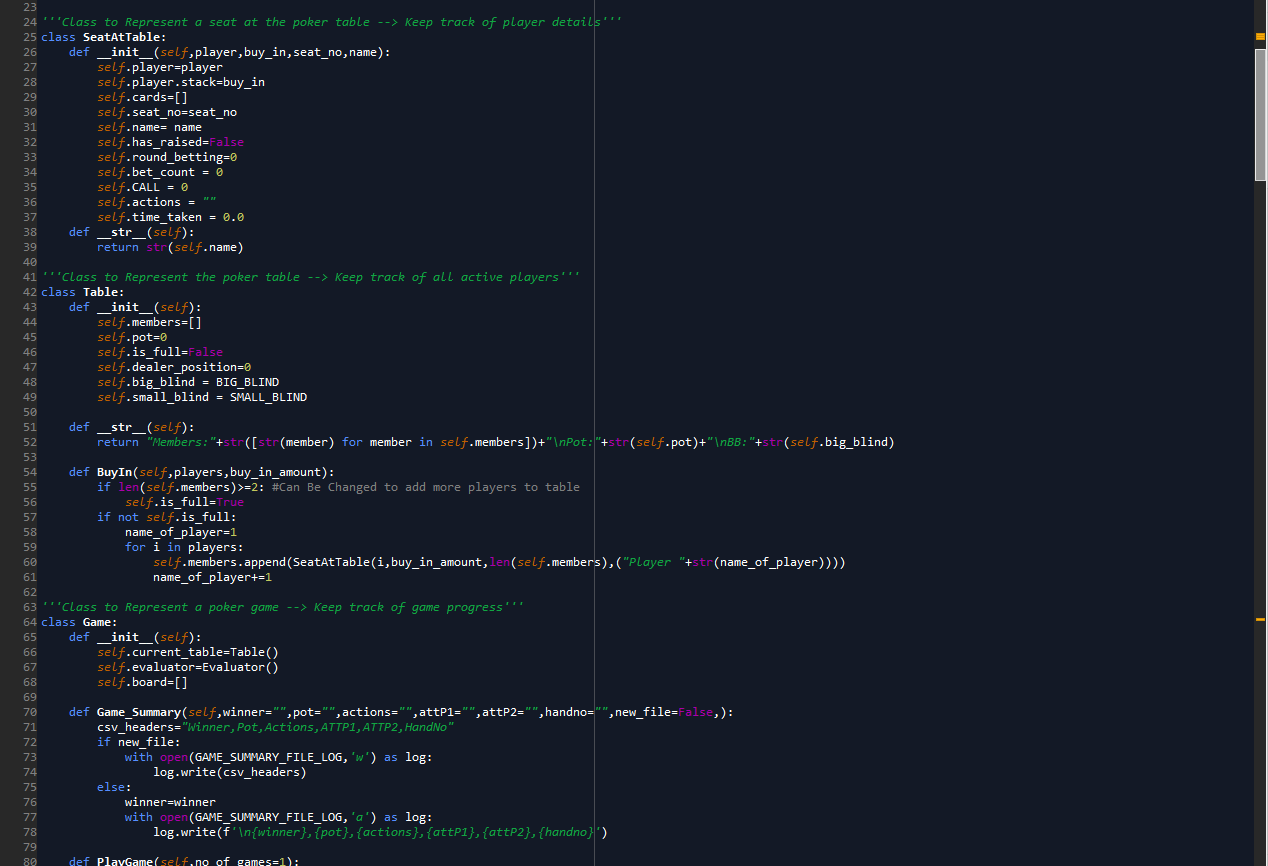 23
24 '''Class to Represent a seat at the poker table --> Keep track of player details'''
25 class SeatAtTable:
26     def __init__(self,player,buy_in,seat_no,name):
27         self.player=player
28         self.player.stack=buy_in
29         self.cards=[]
30         self.seat_no=seat_no
31         self.name= name
32         self.has_raised=False
33         self.round_betting=0
34         self.bet_count = 0
35         self.CALL = 0
36         self.actions = ""
37         self.time_taken = 0.0
38     def __str__(self):
39         return str(self.name)
40
41 '''Class to Represent the poker table --> Keep track of all active players'''
42 class Table:
43     def __init__(self):
44         self.members=[]
45         self.pot=0
46         self.is_full=False
47         self.dealer_position=0
48         self.big_blind = BIG_BLIND
49         self.small_blind = SMALL_BLIND
50
51     def __str__(self):
52         return "Members:"+str([str(member) for member in self.members])+"\nPot:"+str(self.pot)+"\nBB:"+str(self.big_blind)
53
54     def BuyIn(self,players,buy_in_amount):
55         if len(self.members)>=2: #Can Be Changed to add more players to table
56             self.is_full=True
57         if not self.is_full:
58             name_of_player=1
59             for i in players:
60                 self.members.append(SeatAtTable(i,buy_in_amount,len(self.members),("Player "+str(name_of_player))))
61                 name_of_player+=1
62
63 '''Class to Represent a poker game --> Keep track of game progress'''
64 class Game:
65     def __init__(self):
66         self.current_table=Table()
67         self.evaluator=Evaluator()
68         self.board=[]
69
70     def Game_Summary(self,winner="",pot="",actions="",attP1="",attP2="",handno="",new_file=False,):
71         csv_headers="Winner,Pot,Actions,ATTP1,ATTP2,HandNo"
72         if new_file:
73             with open(GAME_SUMMARY_FILE_LOG,'w') as log:
74                 log.write(csv_headers)
75         else:
76             winner=winner
77             with open(GAME_SUMMARY_FILE_LOG,'a') as log:
78                 log.write(f'\n{winner},{pot},{actions},{attP1},{attP2},{handno}')
79
80     def PlayGame(self,no_of_games=1):